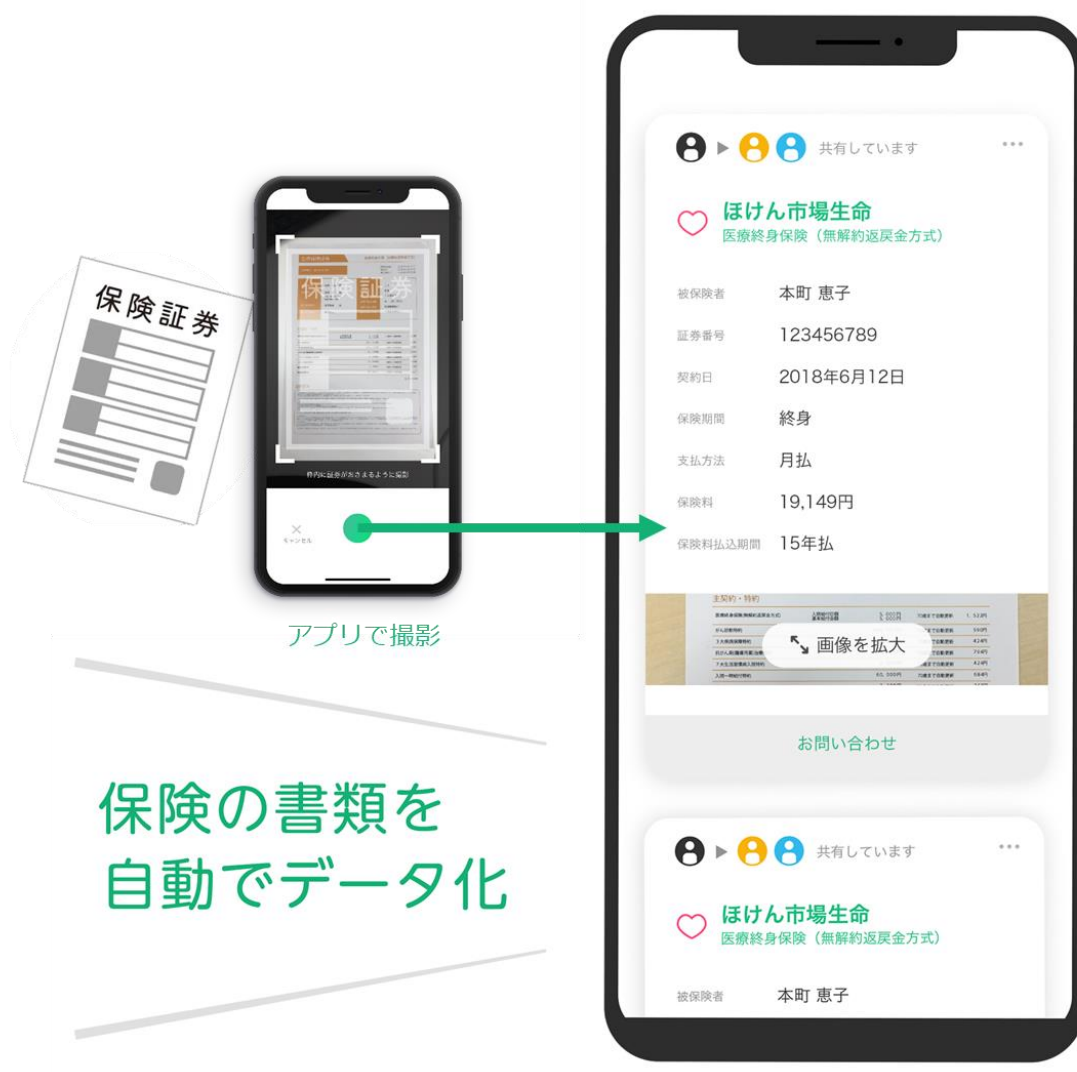 保険証券
保険証券
枠内に証券がおさまるように撮影
キャンセル
アプリで撮影
保険の書類を
自動でデータ化
共有しています
ほけん市場生命
医療終身保険（無解約返戻金方式）
被保険者 本町 恵子
証券番号 123456789
契約日 2018年6月12日
保険期間 終身
支払方法 月払
保険料 19,149円
保険料払込期間 15年払
主契約・特約
画像を拡大
お問い合わせ
共有しています
ほけん市場生命
医療終身保険（無解約返戻金方式）
被保険者 本町 恵子